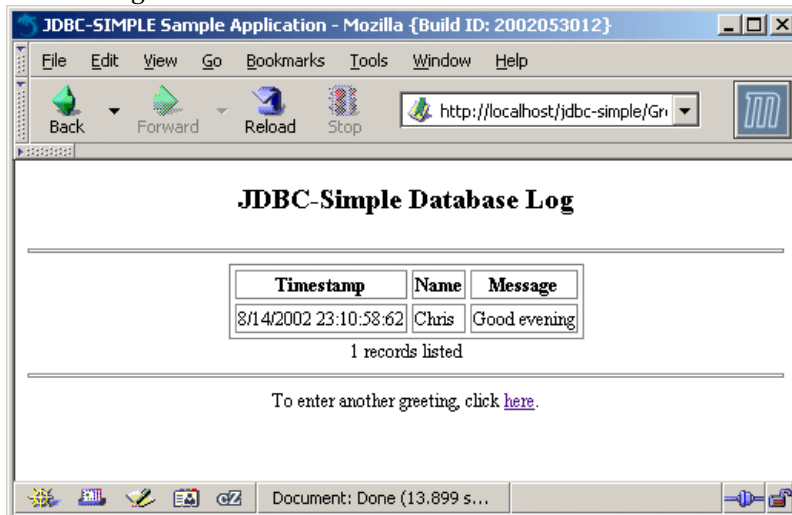 JDBC-SIMPLE Sample Application - Mozilla {Build ID: 2002053012}
File Edit View Go Bookmarks Tools Window Help
Back Forward Reload Stop http://localhost/jdbc-simple/Gr
JDBC-Simple Database Log
Timestamp Name Message
8/14/2002 23:10:58:62 Chris Good evening
1 records listed
To enter another greeting, click here.
Document: Done (13.899 s...